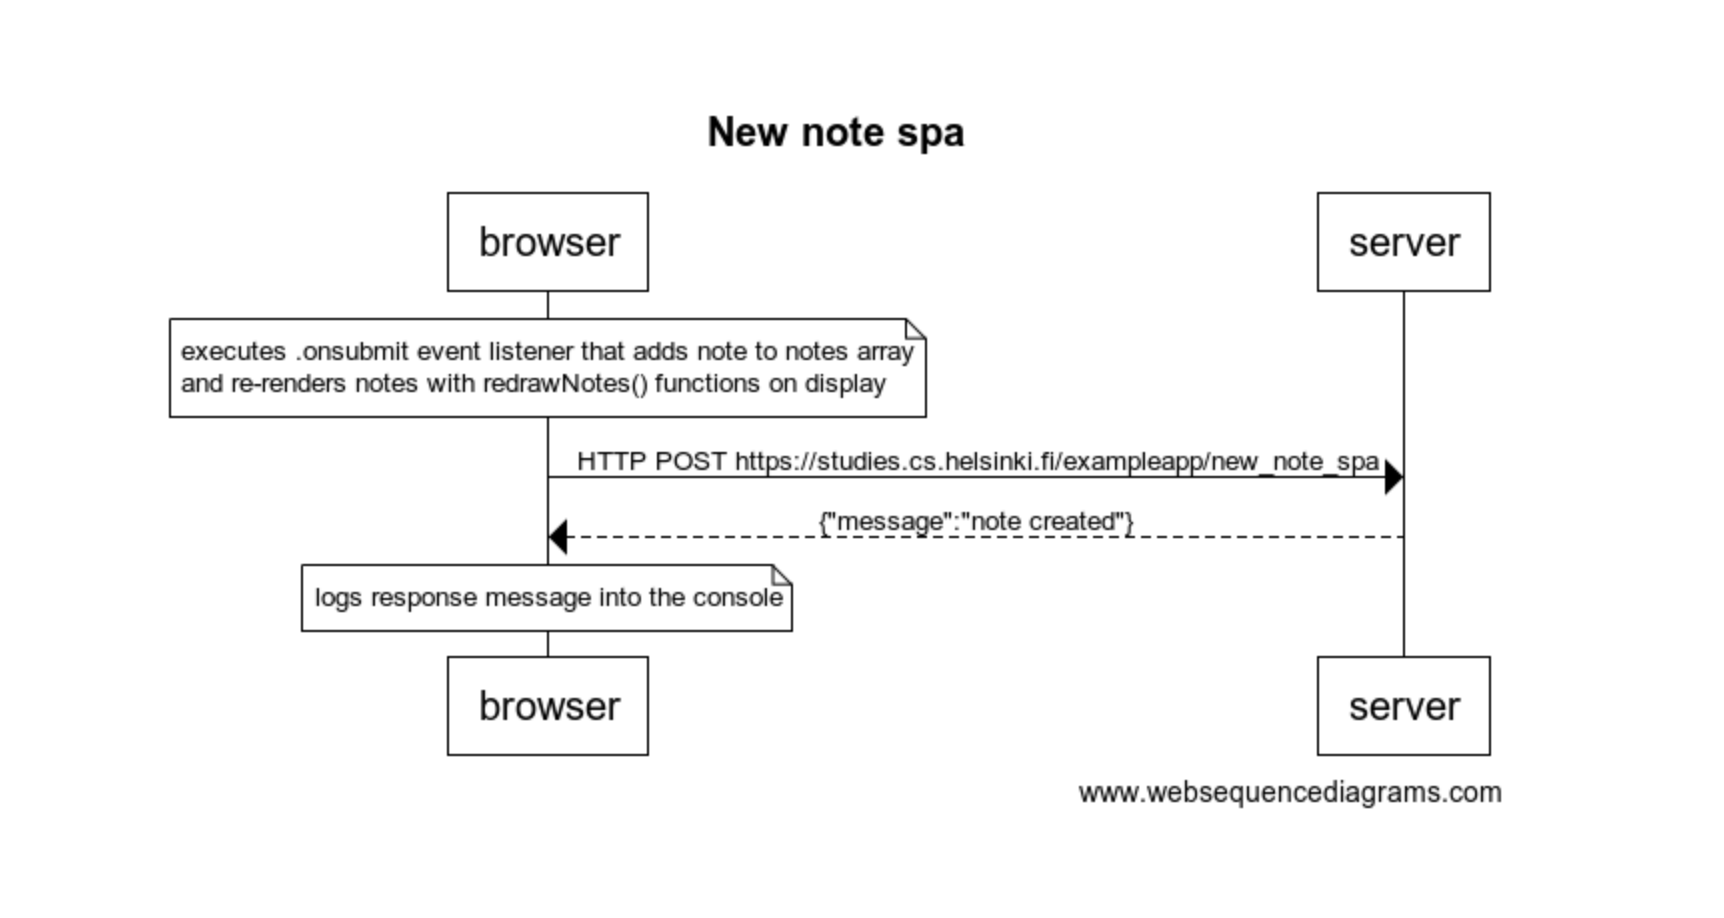 New note spa
browser
server
executes .onsubmit event listener that adds note to notes array
and re-renders notes with redrawNotes() functions on display
HTTP POST https://studies.cs.helsinki.fi/exampleapp/new_note_spa
{"message":"note created"}
logs response message into the console
browser
server
www.websequencediagrams.com